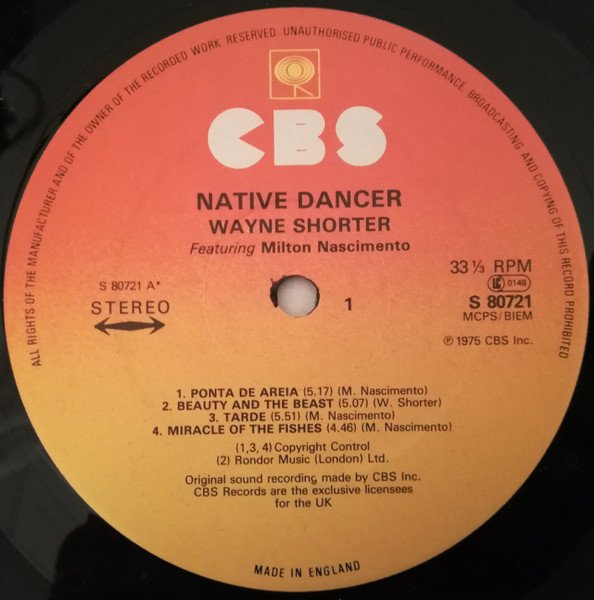 ALL RIGHTS OF THE MANUFACTURER AND OF THE OWNER OF THE RECORDED WORK RESERVED UNAUTHORISED PUBLIC PERFORMANCE BROADCASTING AND COPYING OF THIS RECORD PROHIBITED
CBS
NATIVE DANCER
WAYNE SHORTER
Featuring Milton Nascimento
S 80721 A*
STEREO
1
33 ⅓ RPM
LC 0149
S 80721
MCPS/BIEM
℗ 1975 CBS Inc.
1. PONTA DE AREIA (5.17) (M. Nascimento)
2. BEAUTY AND THE BEAST (5.07) (W. Shorter)
3. TARDE (5.51) (M. Nascimento)
4. MIRACLE OF THE FISHES (4.46) (M. Nascimento)
(1,3, 4) Copyright Control
(2) Rondor Music (London) Ltd.
Original sound recording made by CBS Inc.
CBS Records are the exclusive licensees
for the UK
MADE IN ENGLAND